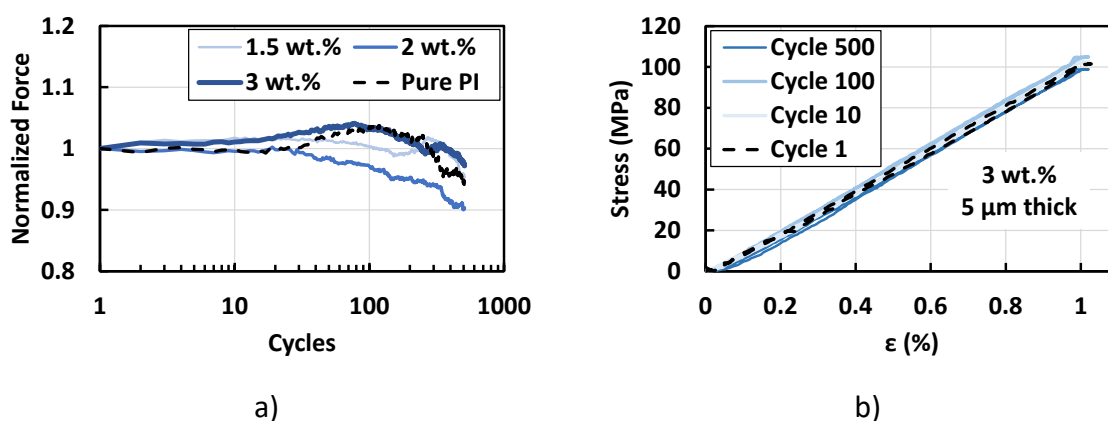 Normalized Force
1.2
1.1
1
0.9
0.8
1.5 wt.%
2 wt.%
3 wt.%
Pure PI
1
10
100
1000
Cycles
a)
Stress (MPa)
120
100
80
60
40
20
0
Cycle 500
Cycle 100
Cycle 10
Cycle 1
3 wt.%
5 µm thick
0
0.2
0.4
0.6
0.8
1
ε (%)
b)